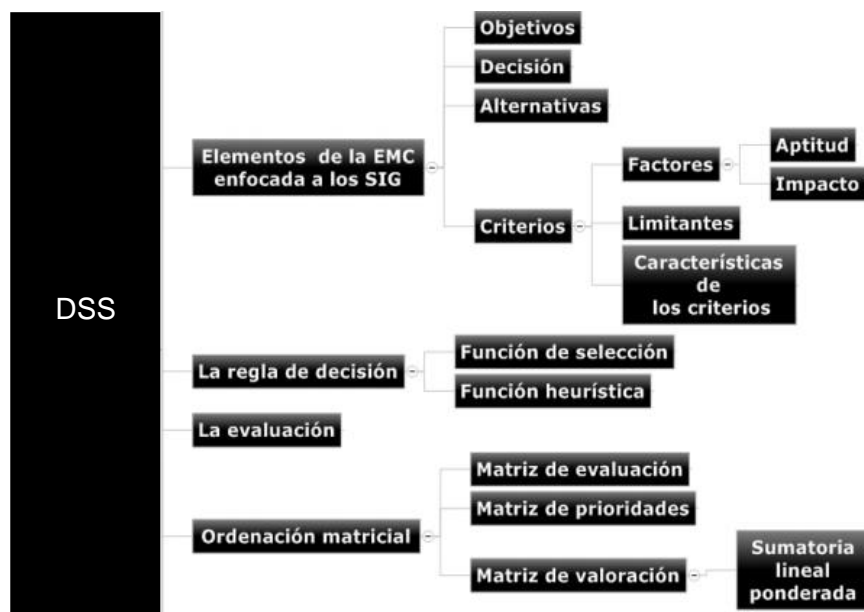 DSS
Elementos de la EMC
enfocada a los SIG
Objetivos
Decisión
Alternativas
Criterios
Factores
Aptitud
Impacto
Limitantes
Características
de
los criterios
La regla de decisión
Función de selección
Función heurística
La evaluación
Ordenación matricial
Matriz de evaluación
Matriz de prioridades
Matriz de valoración
Sumatoria
lineal
ponderada